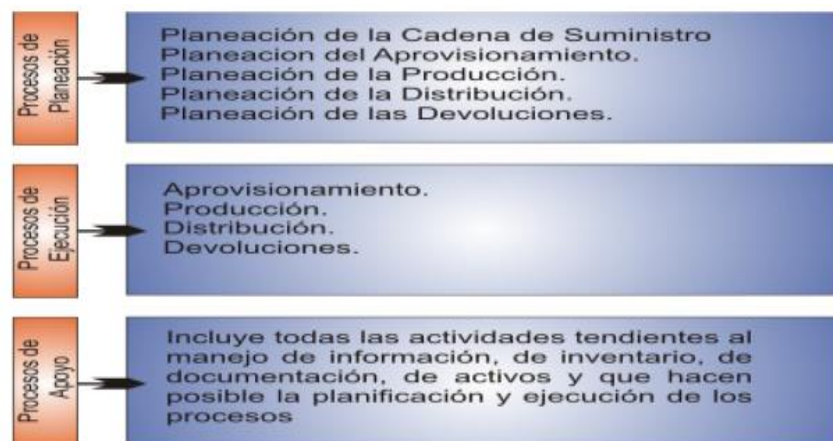 Procesos de
Planeación
Planeación de la Cadena de Suministro
Planeacion del Aprovisionamiento.
Planeación de la Producción.
Planeación de la Distribución.
Planeación de las Devoluciones.
Procesos de
Ejecución
Aprovisionamiento.
Producción.
Distribución.
Devoluciones.
Procesos de
Apoyo
Incluye todas las actividades tendientes al
manejo de información, de inventario, de
documentación, de activos y que hacen
posible la planificación y ejecución de los
procesos